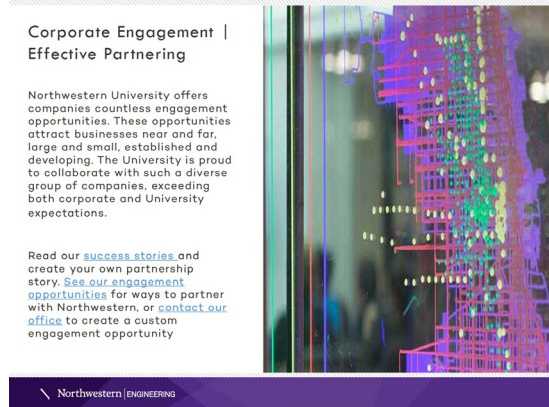 Corporate Engagement |
Effective Partnering
Northwestern University offers
companies countless engagement
opportunities. These opportunities
attract businesses near and far,
large and small, established and
developing. The University is proud
to collaborate with such a diverse
group of companies, exceeding
both corporate and University
expectations.
Read our success stories and
create your own partnership
story. See our engagement
opportunities for ways to partner
with Northwestern, or contact our
office to create a custom
engagement opportunity
Northwestern | ENGINEERING